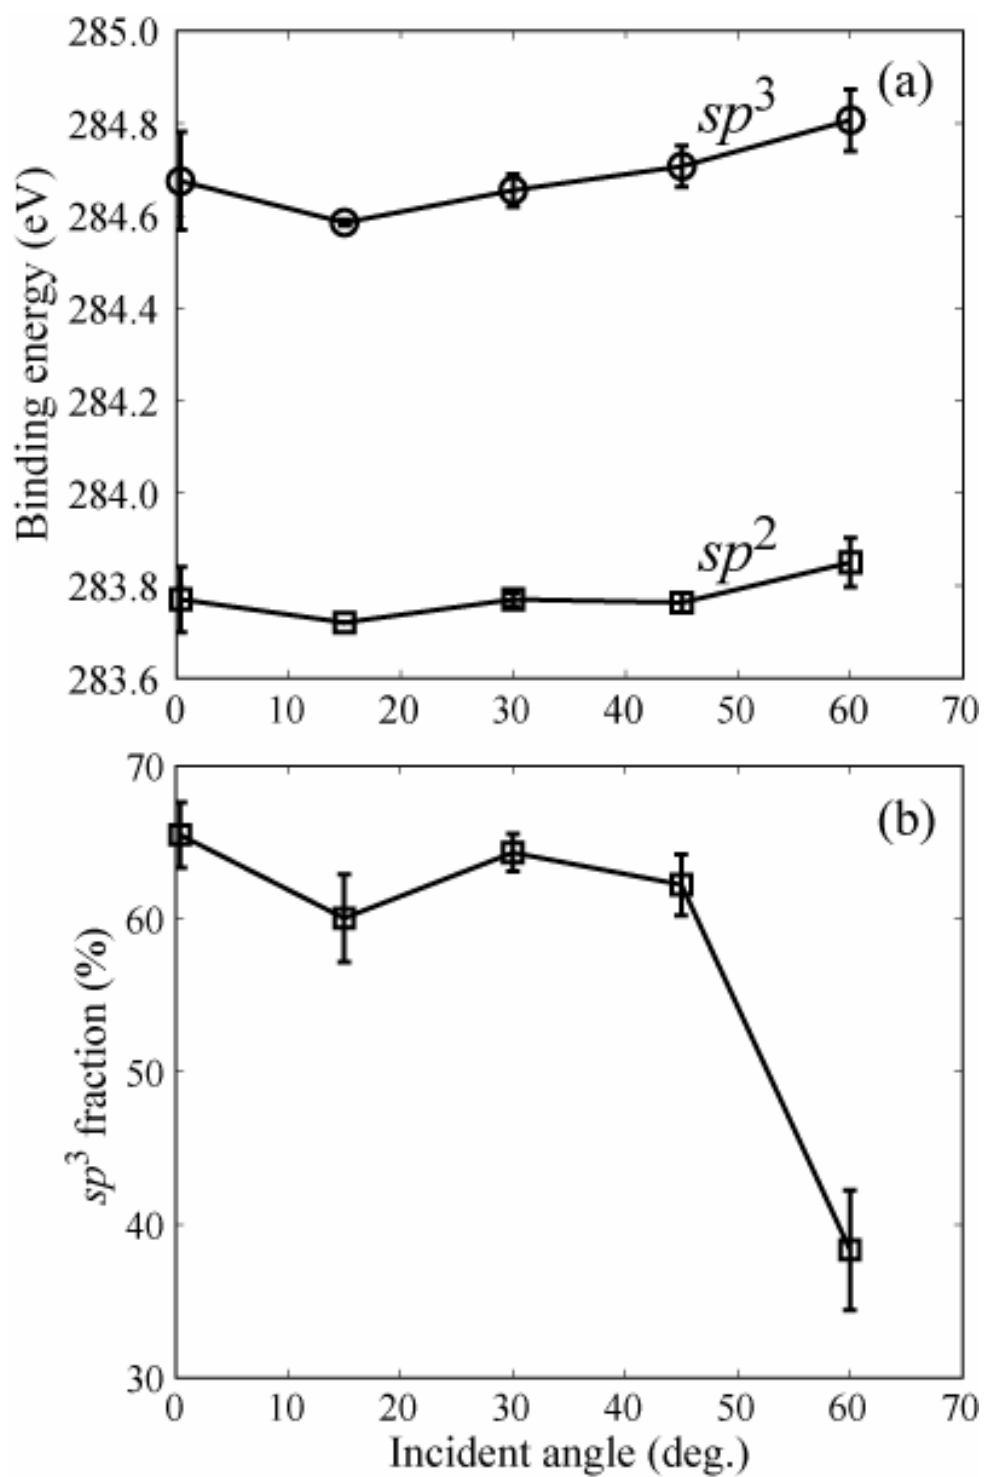 285.0
(a)
sp³
284.8
284.6
284.4
284.2
284.0
sp²
283.8
283.6
Binding energy (eV)
0 10 20 30 40 50 60 70
70
(b)
60
50
40
30
sp³ fraction (%)
0 10 20 30 40 50 60 70
Incident angle (deg.)